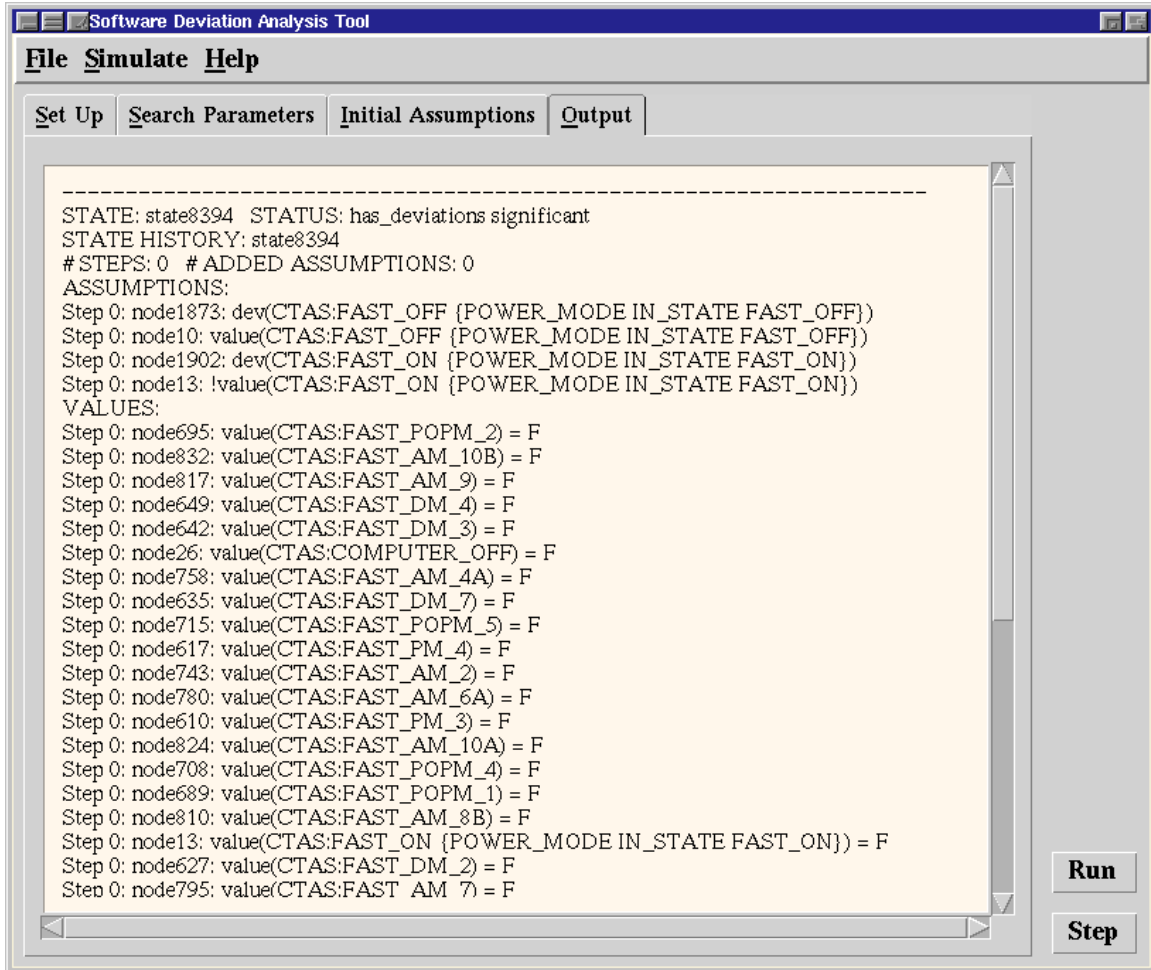 Software Deviation Analysis Tool
File Simulate Help
Set Up Search Parameters Initial Assumptions Output
--------------------------------------------------------------------
STATE: state8394 STATUS: has_deviations significant
STATE HISTORY: state8394
# STEPS: 0 # ADDED ASSUMPTIONS: 0
ASSUMPTIONS:
Step 0: node1873: dev(CTAS:FAST_OFF {POWER_MODE IN_STATE FAST_OFF})
Step 0: node10: value(CTAS:FAST_OFF {POWER_MODE IN_STATE FAST_OFF})
Step 0: node1902: dev(CTAS:FAST_ON {POWER_MODE IN_STATE FAST_ON})
Step 0: node13: !value(CTAS:FAST_ON {POWER_MODE IN_STATE FAST_ON})
VALUES:
Step 0: node695: value(CTAS:FAST_POPM_2) = F
Step 0: node832: value(CTAS:FAST_AM_10B) = F
Step 0: node817: value(CTAS:FAST_AM_9) = F
Step 0: node649: value(CTAS:FAST_DM_4) = F
Step 0: node642: value(CTAS:FAST_DM_3) = F
Step 0: node26: value(CTAS:COMPUTER_OFF) = F
Step 0: node758: value(CTAS:FAST_AM_4A) = F
Step 0: node635: value(CTAS:FAST_DM_7) = F
Step 0: node715: value(CTAS:FAST_POPM_5) = F
Step 0: node617: value(CTAS:FAST_PM_4) = F
Step 0: node743: value(CTAS:FAST_AM_2) = F
Step 0: node780: value(CTAS:FAST_AM_6A) = F
Step 0: node610: value(CTAS:FAST_PM_3) = F
Step 0: node824: value(CTAS:FAST_AM_10A) = F
Step 0: node708: value(CTAS:FAST_POPM_4) = F
Step 0: node689: value(CTAS:FAST_POPM_1) = F
Step 0: node810: value(CTAS:FAST_AM_8B) = F
Step 0: node13: value(CTAS:FAST_ON {POWER_MODE IN_STATE FAST_ON}) = F
Step 0: node627: value(CTAS:FAST_DM_2) = F
Step 0: node795: value(CTAS:FAST_AM_7) = F
Run
Step